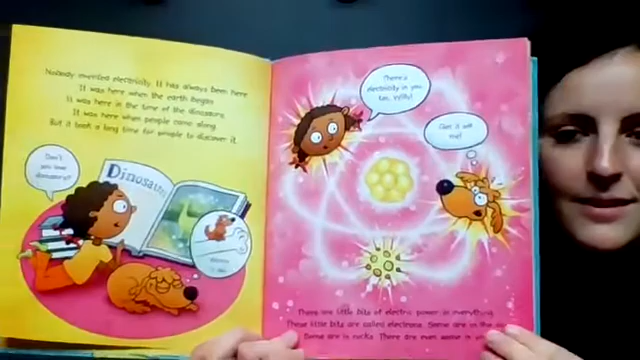 Nobody invented electricity. It has always been here.
It was here when the earth began.
It was here in the time of the dinosaurs.
It was here when people came along.
But it took a long time for people to discover it.
Don't
you love
dinosaurs?
Dinosaurs
There's
electricity in you
too,
Get it off
me!
There are little bits of electric power in everything.
These little bits are called electrons. Some are in the
Some are in rocks. There are even some in